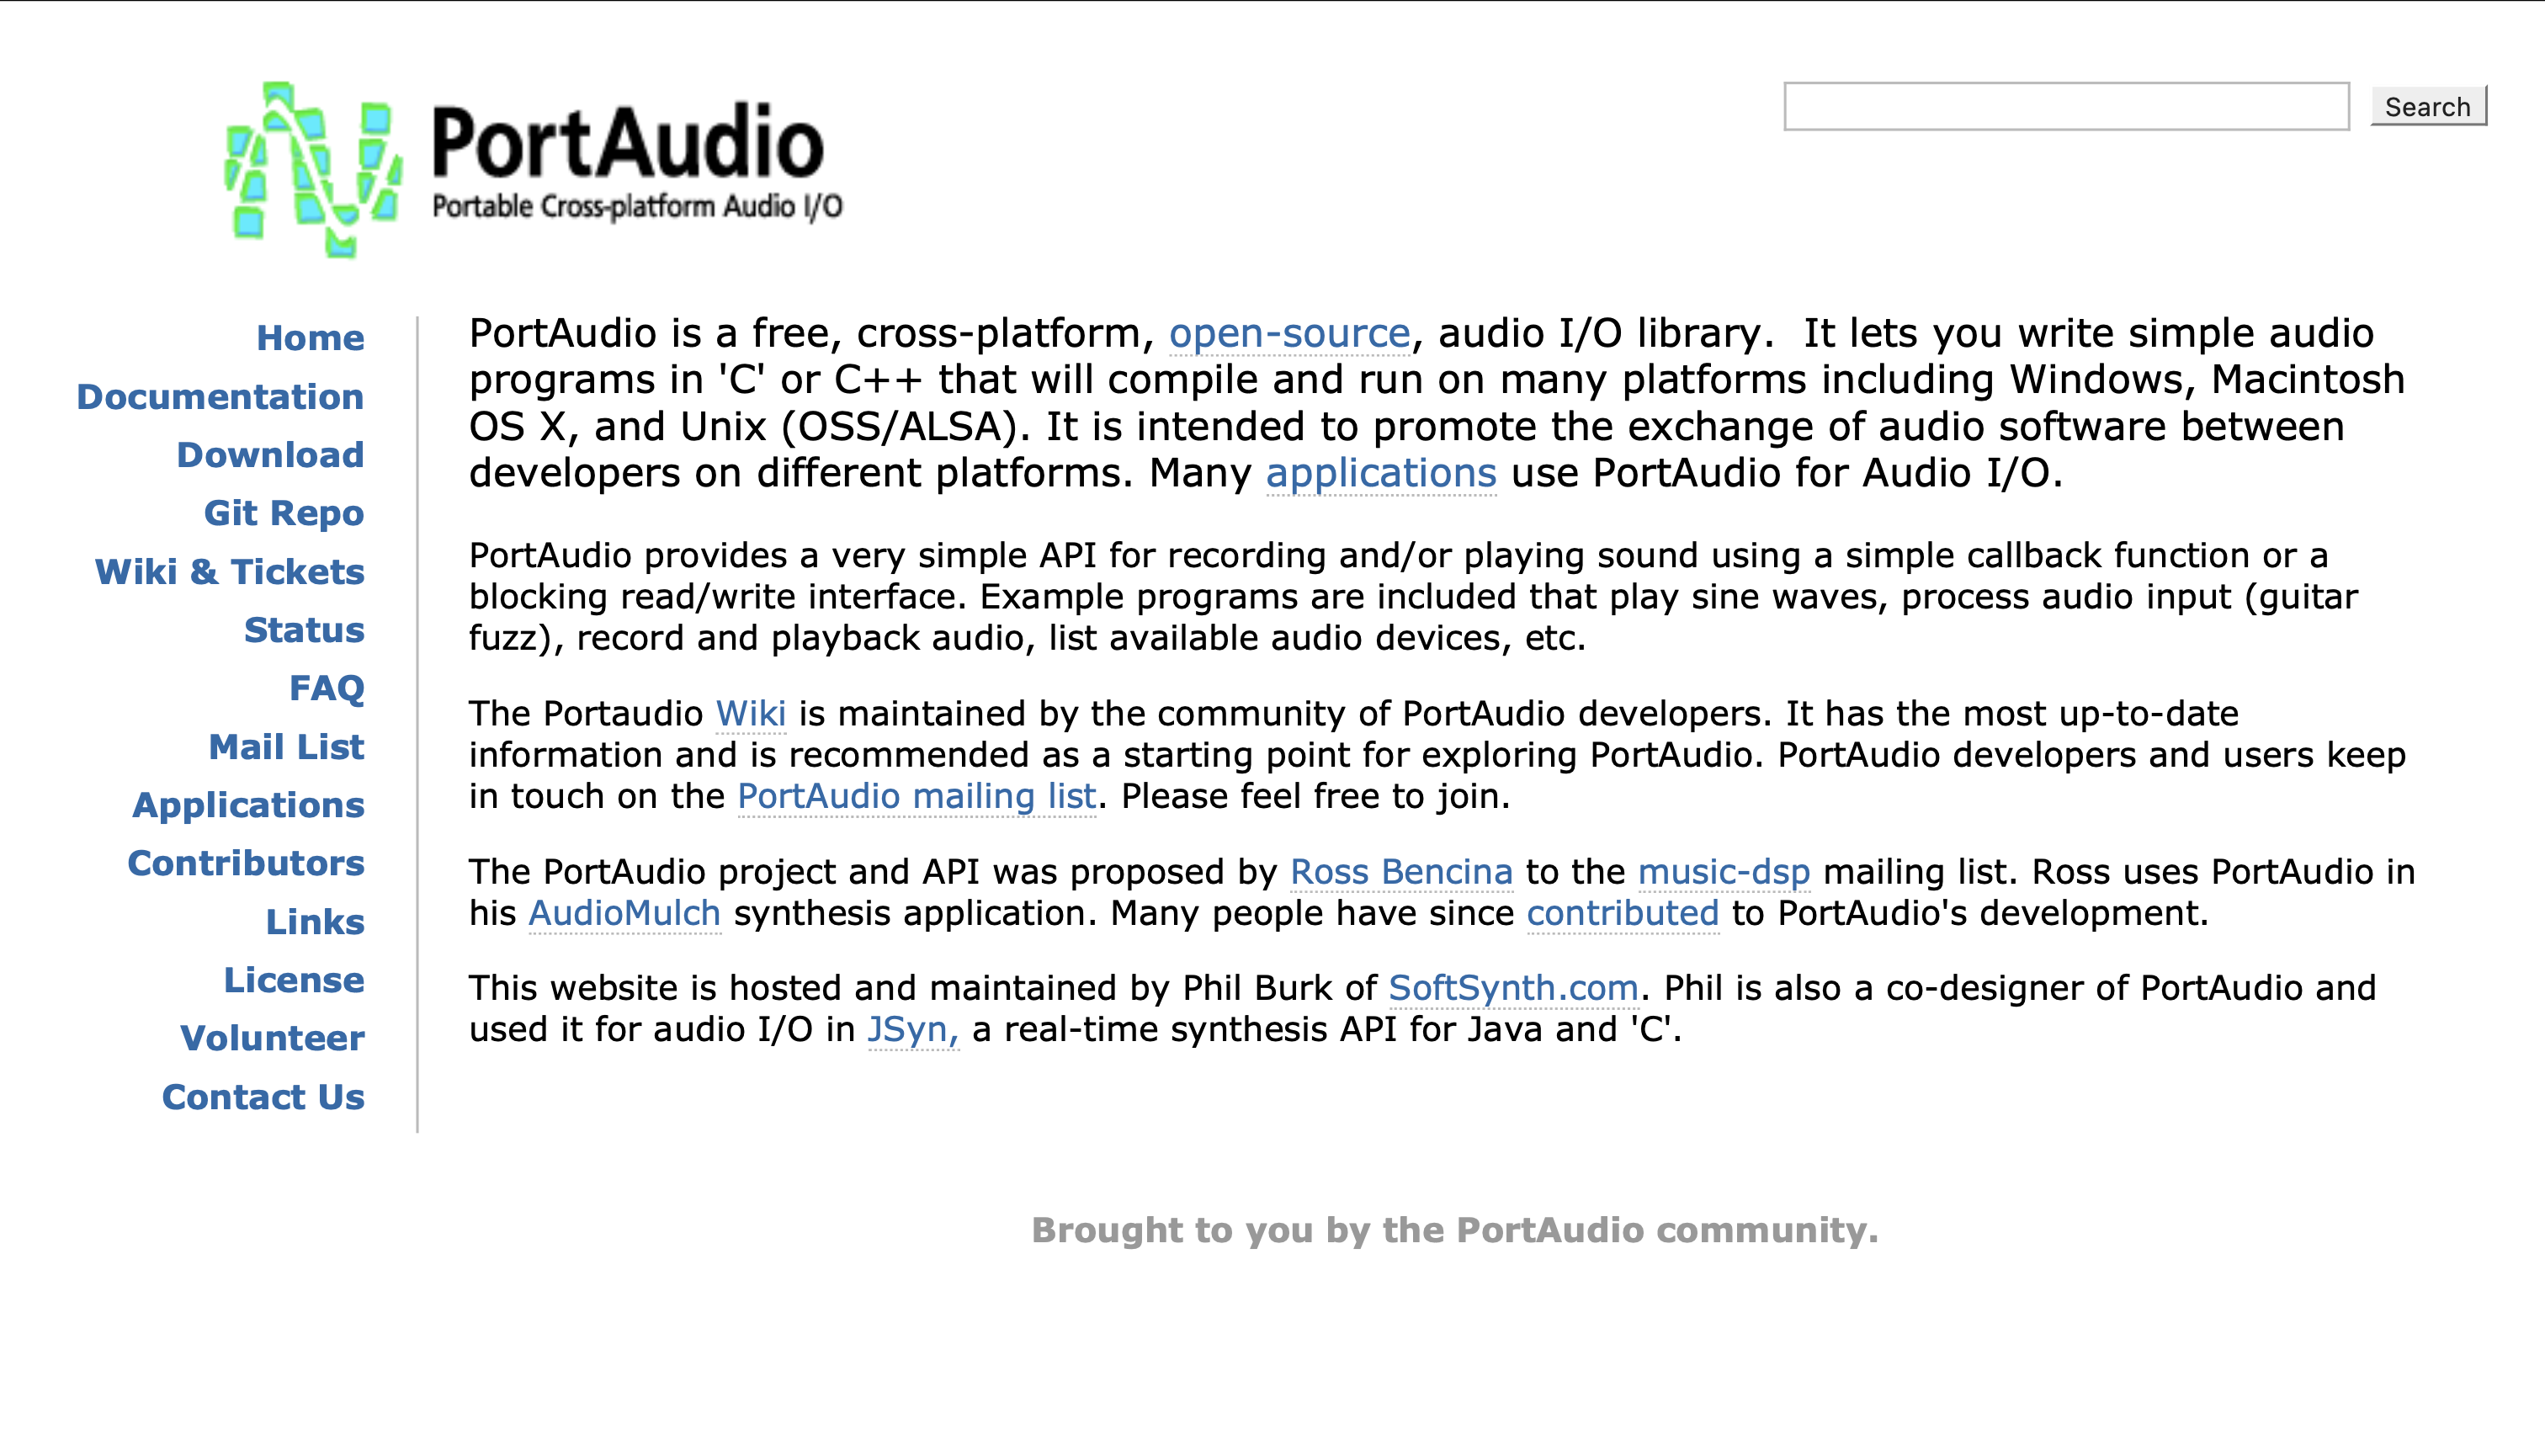 PortAudio
Portable Cross-platform Audio I/O
Search
Home
Documentation
Download
Git Repo
Wiki & Tickets
Status
FAQ
Mail List
Applications
Contributors
Links
License
Volunteer
Contact Us
PortAudio is a free, cross-platform, open-source, audio I/O library.  It lets you write simple audio
programs in 'C' or C++ that will compile and run on many platforms including Windows, Macintosh
OS X, and Unix (OSS/ALSA). It is intended to promote the exchange of audio software between
developers on different platforms. Many applications use PortAudio for Audio I/O.
PortAudio provides a very simple API for recording and/or playing sound using a simple callback function or a
blocking read/write interface. Example programs are included that play sine waves, process audio input (guitar
fuzz), record and playback audio, list available audio devices, etc.
The Portaudio Wiki is maintained by the community of PortAudio developers. It has the most up-to-date
information and is recommended as a starting point for exploring PortAudio. PortAudio developers and users keep
in touch on the PortAudio mailing list. Please feel free to join.
The PortAudio project and API was proposed by Ross Bencina to the music-dsp mailing list. Ross uses PortAudio in
his AudioMulch synthesis application. Many people have since contributed to PortAudio's development.
This website is hosted and maintained by Phil Burk of SoftSynth.com. Phil is also a co-designer of PortAudio and
used it for audio I/O in JSyn, a real-time synthesis API for Java and 'C'.
Brought to you by the PortAudio community.